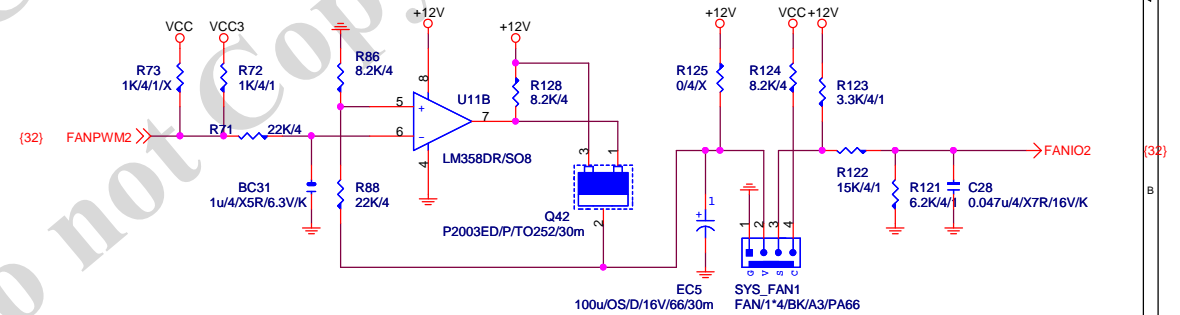 o not Copy
VCC
VCC3
R73
1K/4/1/X
R72
1K/4/1
{32}
FANPWM2
R71
22K/4
BC31
1u/4/X5R/6.3V/K
R86
8.2K/4
R88
22K/4
+12V
8
5
+
6
-
7
4
U11B
LM358DR/SO8
+12V
R128
8.2K/4
3
1
2
Q42
P2003ED/P/TO252/30m
+12V
R125
0/4/X
VCC
+12V
R124
8.2K/4
R123
3.3K/4/1
+
1
EC5
100u/OS/D/16V/66/30m
1
2
3
4
G
V
S
C
SYS_FAN1
FAN/1*4/BK/A3/PA66
R122
15K/4/1
R121
6.2K/4/1
C28
0.047u/4/X7R/16V/K
FANIO2
{32}
B